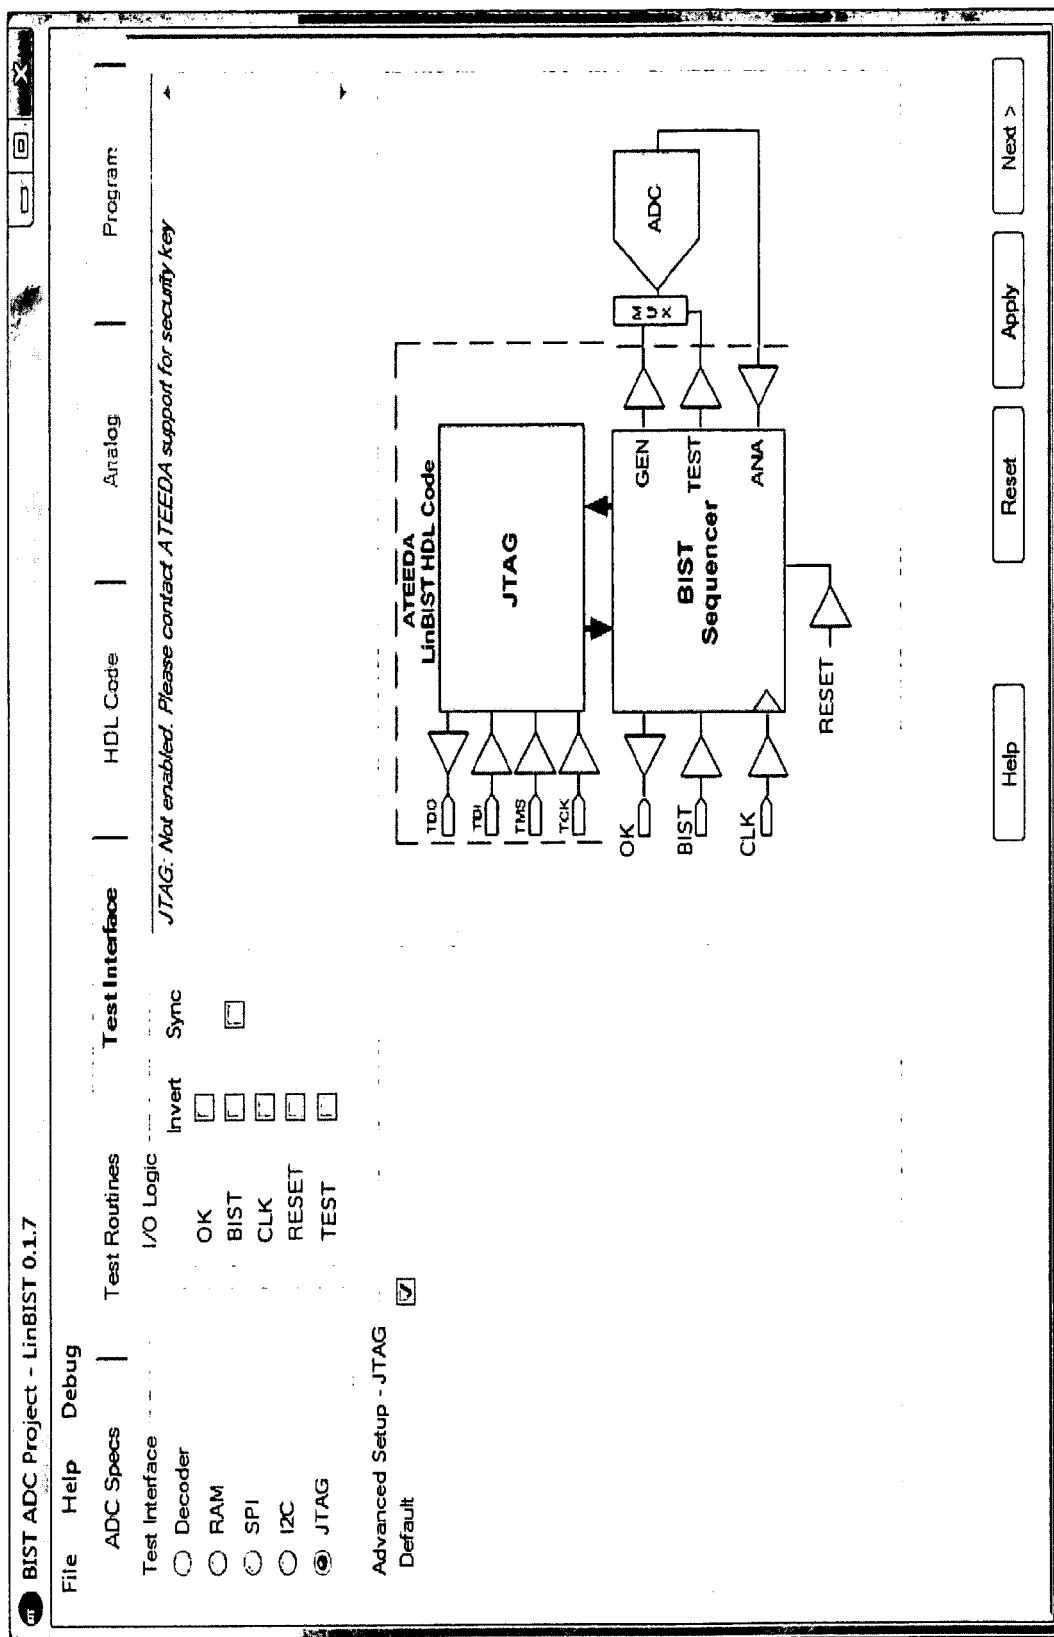 BIST ADC Project - LinBIST 0.1.7
File Help Debug
ADC Specs Test Routines Test Interface HDL Code Analog Program
Test Interface
Decoder
RAM
SPI
I2C
JTAG
I/O Logic
Invert Sync
OK
BIST
CLK
RESET
TEST
JTAG: Not enabled. Please contact ATEEDA support for security key
Advanced Setup - JTAG
Default
ATEEDA
LinBIST HDL Code
TDO
TDI
TMS
TCK
JTAG
OK
BIST
CLK
BIST
Sequencer
GEN
TEST
ANA
RESET
MUX
ADC
Help Reset Apply Next >